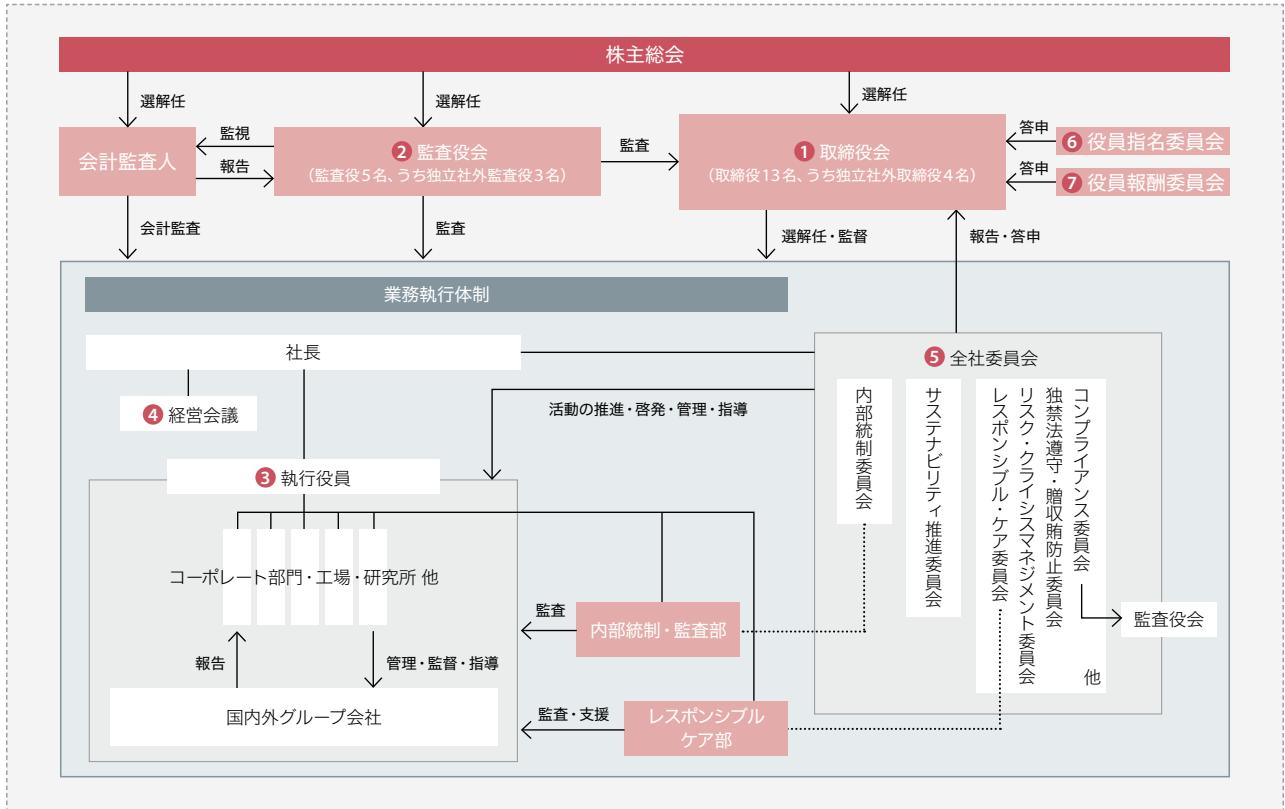 株主総会
選解任
選解任
選解任
会計監査人
監視
報告
❷ 監査役会
（監査役5名、うち独立社外監査役3名）
監査
❶ 取締役会
（取締役13名、うち独立社外取締役4名）
答申
❻ 役員指名委員会
答申
❼ 役員報酬委員会
会計監査
監査
選解任・監督
報告・答申
業務執行体制
社長
❹ 経営会議
活動の推進・啓発・管理・指導
❸ 執行役員
コーポレート部門・工場・研究所 他
報告
管理・監督・指導
国内外グループ会社
監査
内部統制・監査部
監査・支援
レスポンシブル
ケア部
❺ 全社委員会
内部統制委員会
サステナビリティ推進委員会
コンプライアンス委員会
独禁法遵守・贈収賄防止委員会
リスク・クライシスマネジメント委員会
レスポンシブル・ケア委員会
他
監査役会